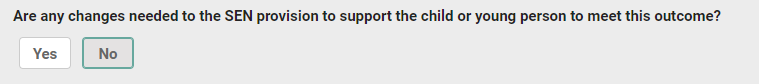 Are any changes needed to the SEN provision to support the child or young person to meet this outcome?
Yes No